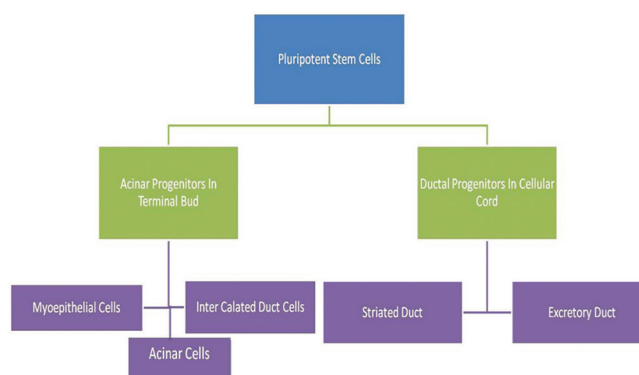 Pluripotent Stem Cells
Acinar Progenitors In
Terminal Bud
Ductal Progenitors In Cellular
Cord
Myoepithelial Cells
Inter Calated Duct Cells
Acinar Cells
Striated Duct
Excretory Duct